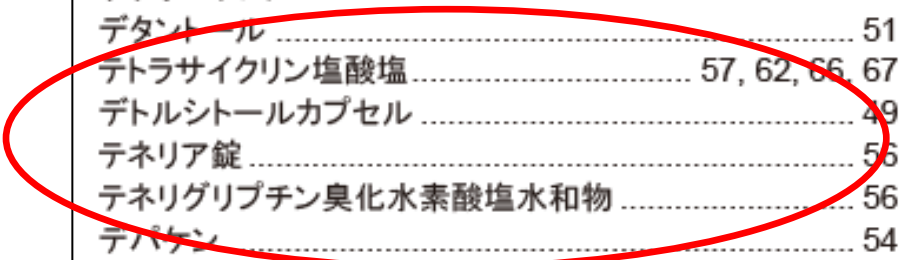 デタントール ........ 51
テトラサイクリン塩酸塩 ........ 57, 62, 66, 67
デトルシトールカプセル ........ 49
テネリア錠 ........ 56
テネリグリプチン臭化水素酸塩水和物 ........ 56
デパケン ........ 54